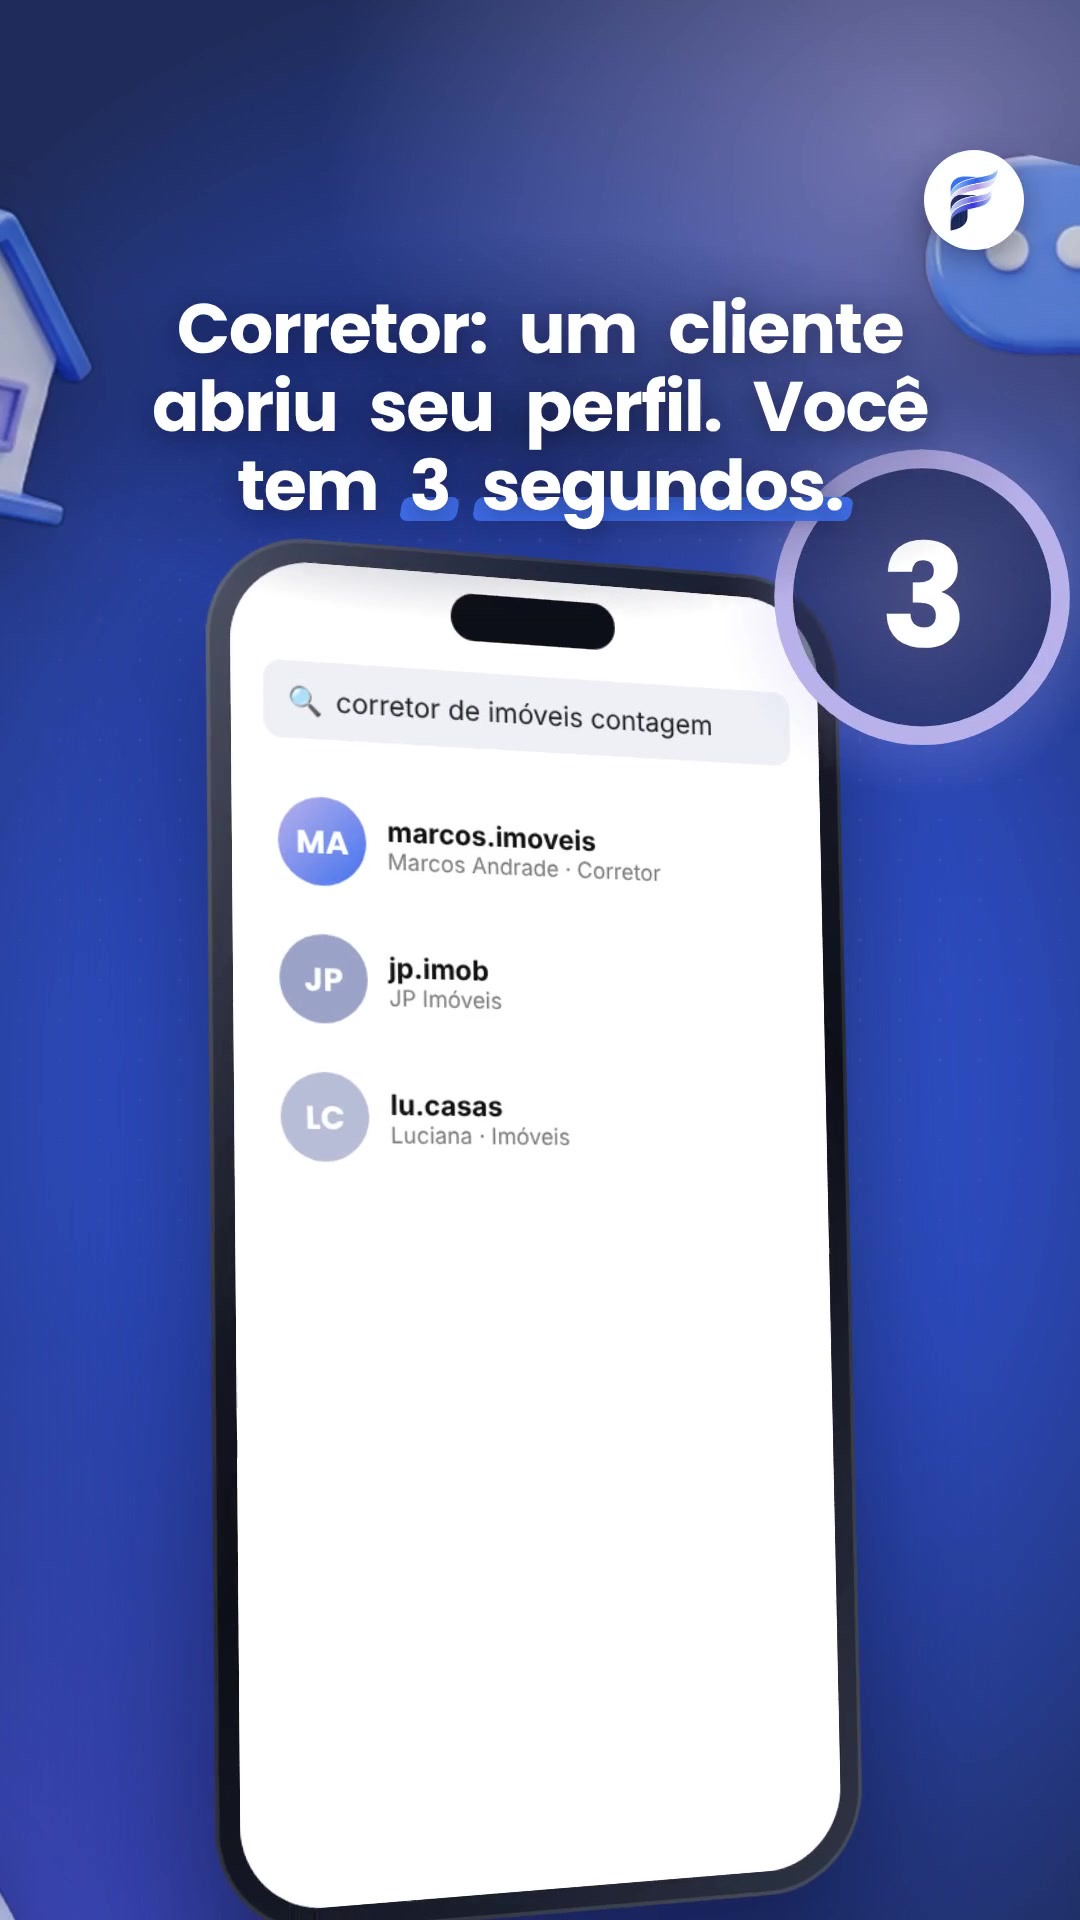 Corretor: um cliente
abriu seu perfil. Você
tem 3 segundos.
3
corretor de imóveis contagem
MA
marcos.imoveis
Marcos Andrade · Corretor
JP
jp.imob
JP Imóveis
LC
lu.casas
Luciana · Imóveis